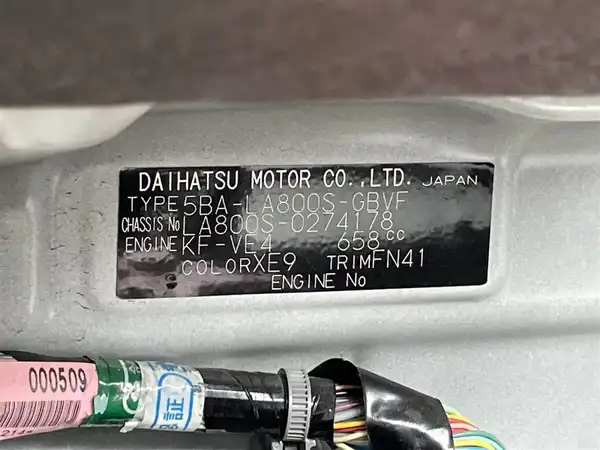 DAIHATSU MOTOR CO.,LTD. JAPAN
TYPE 5BA-LA800S-GBVF
CHASSIS No LA800S-0274178
ENGINE KF-VE4 658cc
COLOR XE9 TRIM FN41
ENGINE No
000509
証